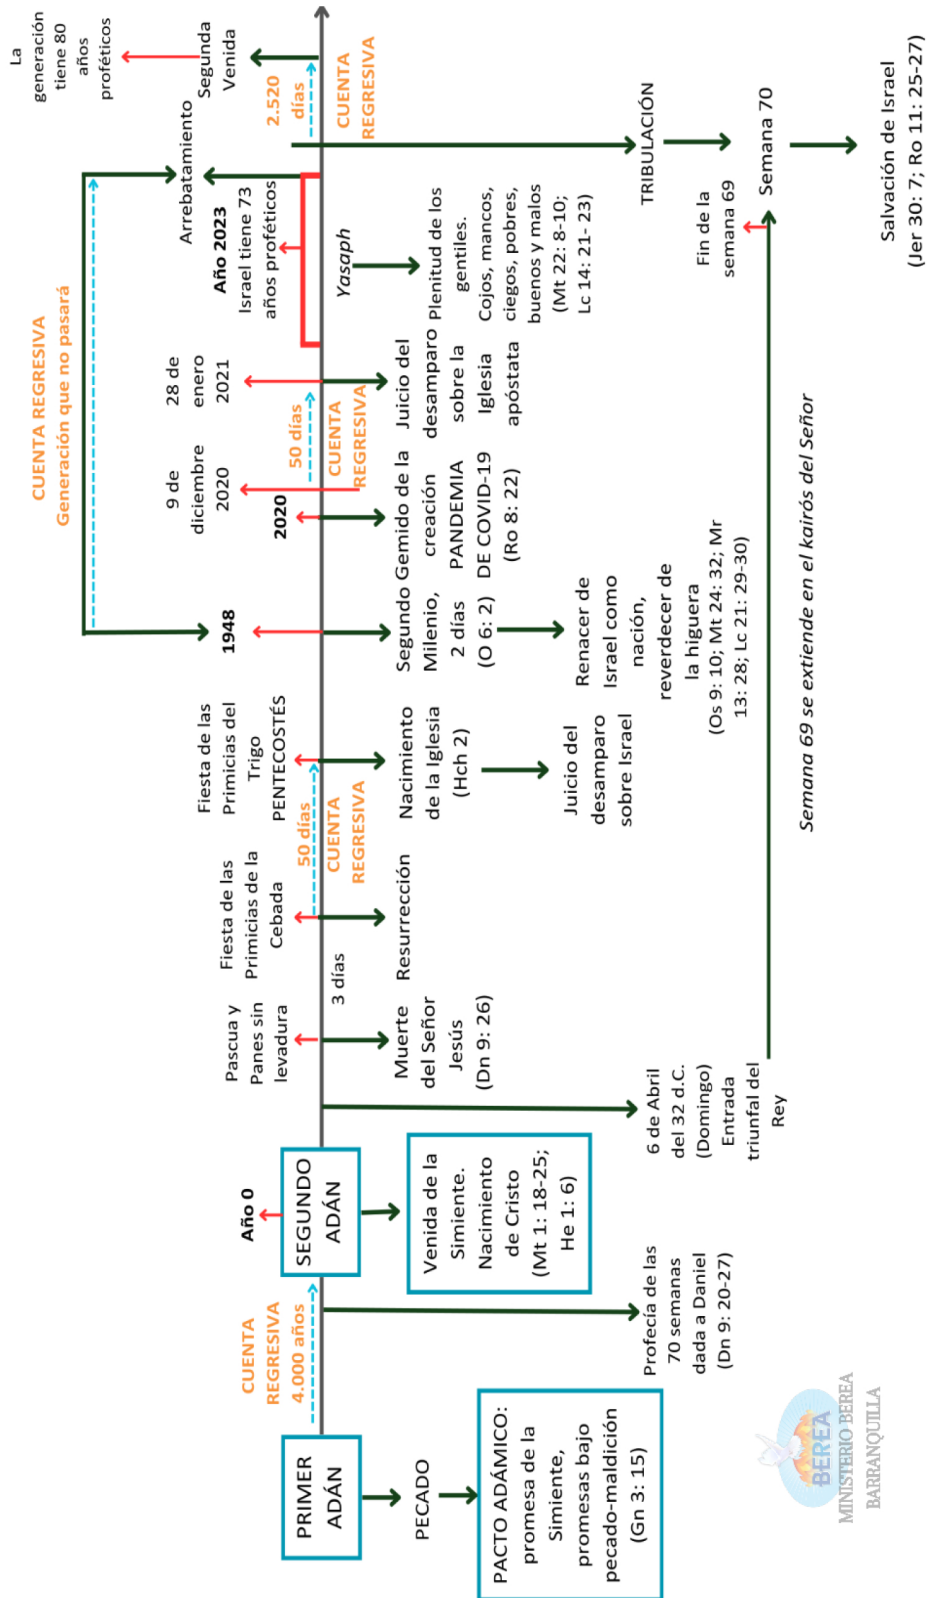 PRIMER
ADÁN
PECADO
PACTO ADÁMICO:
promesa de la
Simiente,
promesas bajo
pecado-maldición
(Gn 3: 15)
CUENTA
REGRESIVA
4.000 años
Profecía de las
70 semanas
dada a Daniel
(Dn 9: 20-27)
Año 0
SEGUNDO
ADÁN
Venida de la
Simiente.
Nacimiento
de Cristo
(Mt 1: 18-25;
He 1: 6)
6 de Abril
del 32 d.C.
(Domingo)
Entrada
triunfal del
Rey
Pascua y
Panes sin
levadura
Muerte
del Señor
Jesús
(Dn 9: 26)
3 días
Fiesta de las
Primicias de la
Cebada
Resurrección
50 días
CUENTA
REGRESIVA
Fiesta de las
Primicias del
Trigo
PENTECOSTÉS
Nacimiento
de la Iglesia
(Hch 2)
Juicio del
desamparo
sobre Israel
CUENTA REGRESIVA
Generación que no pasará
1948
Segundo
Milenio,
2 días
(O 6: 2)
Renacer de
Israel como
nación,
reverdecer de
la higuera
(Os 9: 10; Mt 24: 32; Mr
13: 28; Lc 21: 29-30)
2020
Gemido de la
creación
PANDEMIA
DE COVID-19
(Ro 8: 22)
9 de
diciembre
2020
50 días
CUENTA
REGRESIVA
28 de
enero
2021
Juicio del
desamparo
sobre la
Iglesia
apóstata
Año 2023
Israel tiene 73
años proféticos
Yasaph
Plenitud de los
gentiles.
Cojos, mancos,
ciegos, pobres,
buenos y malos
(Mt 22: 8-10;
Lc 14: 21- 23)
Arrebatamiento
2.520
días
CUENTA
REGRESIVA
Segunda
Venida
La
generación
tiene 80
años
proféticos
TRIBULACIÓN
Fin de la
semana 69
Semana 70
Salvación de Israel
(Jer 30: 7; Ro 11: 25-27)
Semana 69 se extiende en el kairós del Señor
BEREA
MINISTERIO BEREA
BARRANQUILLA